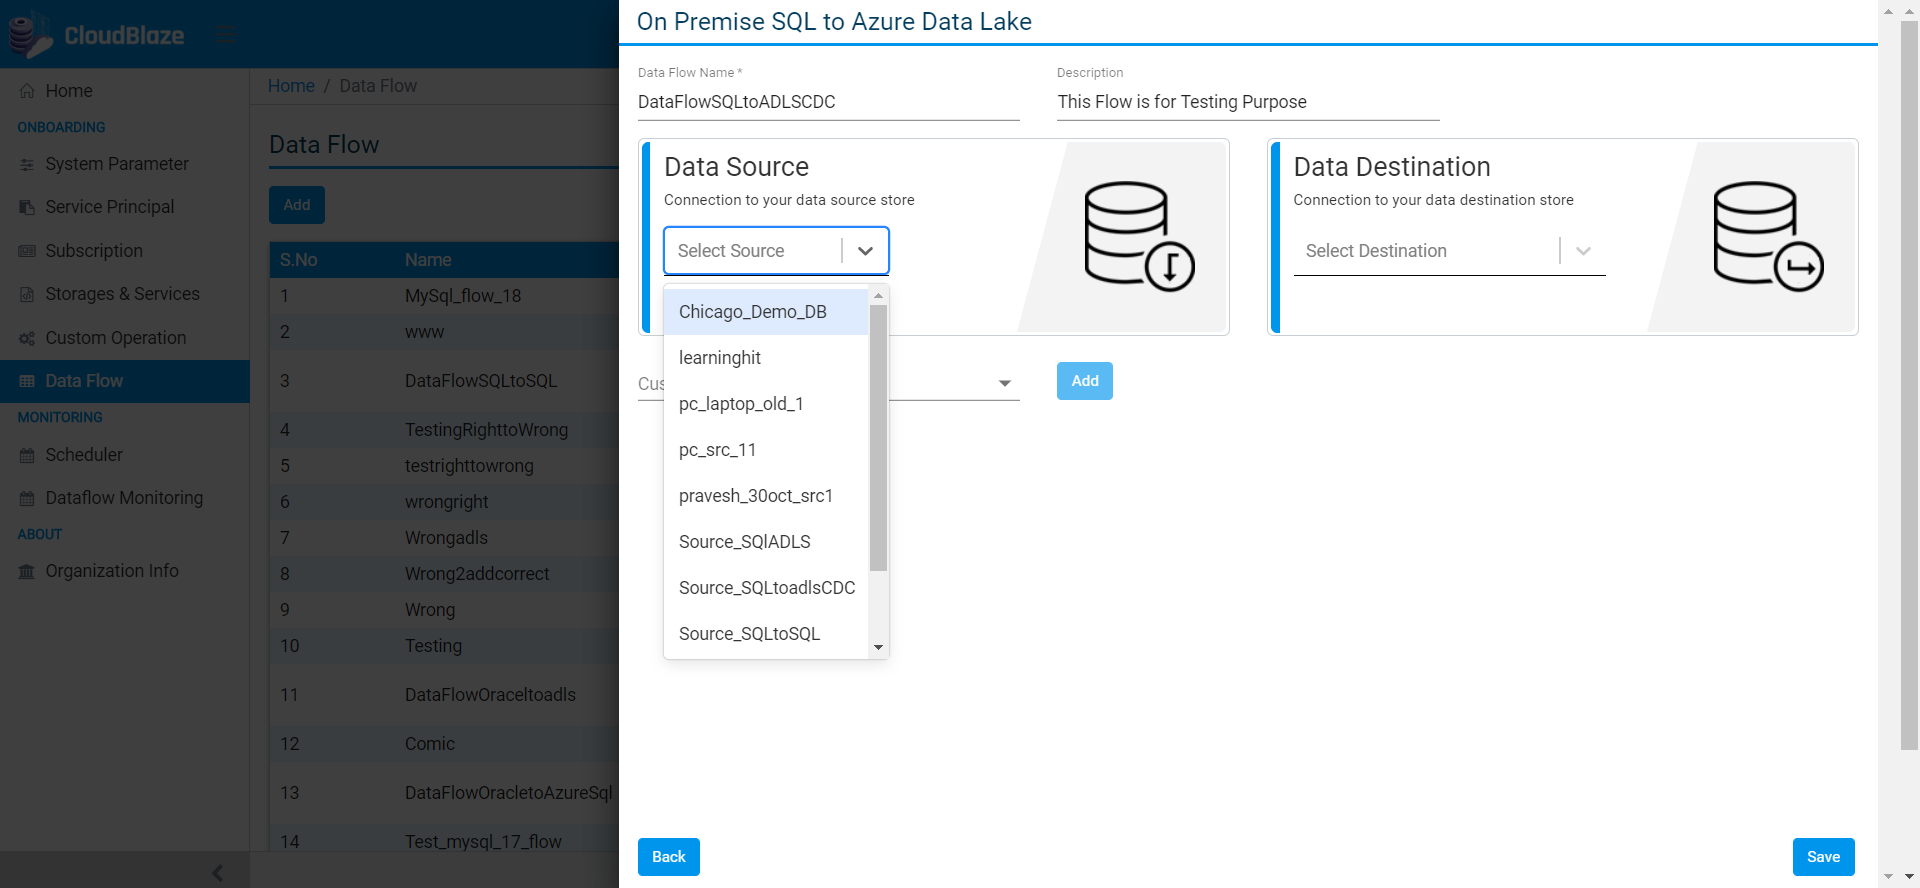 CloudBlaze
Home
ONBOARDING
System Parameter
Service Principal
Subscription
Storages & Services
Custom Operation
Data Flow
MONITORING
Scheduler
Dataflow Monitoring
ABOUT
Organization Info
Home / Data Flow
Data Flow
Add
S.No Name
1 MySql_flow_18
2 www
3 DataFlowSQLtoSQL
4 TestingRighttoWrong
5 testrighttowrong
6 wrongright
7 Wrongadls
8 Wrong2addcorrect
9 Wrong
10 Testing
11 DataFlowOraceltoadls
12 Comic
13 DataFlowOracletoAzureSql
14 Test_mysql_17_flow
On Premise SQL to Azure Data Lake
Data Flow Name * Description
DataFlowSQLtoADLSCDC This Flow is for Testing Purpose
Data Source
Connection to your data source store
Select Source
Chicago_Demo_DB
learninghit
pc_laptop_old_1
pc_src_11
pravesh_30oct_src1
Source_SQlADLS
Source_SQLtoadlsCDC
Source_SQLtoSQL
Data Destination
Connection to your data destination store
Select Destination
Cus
Add
Back
Save